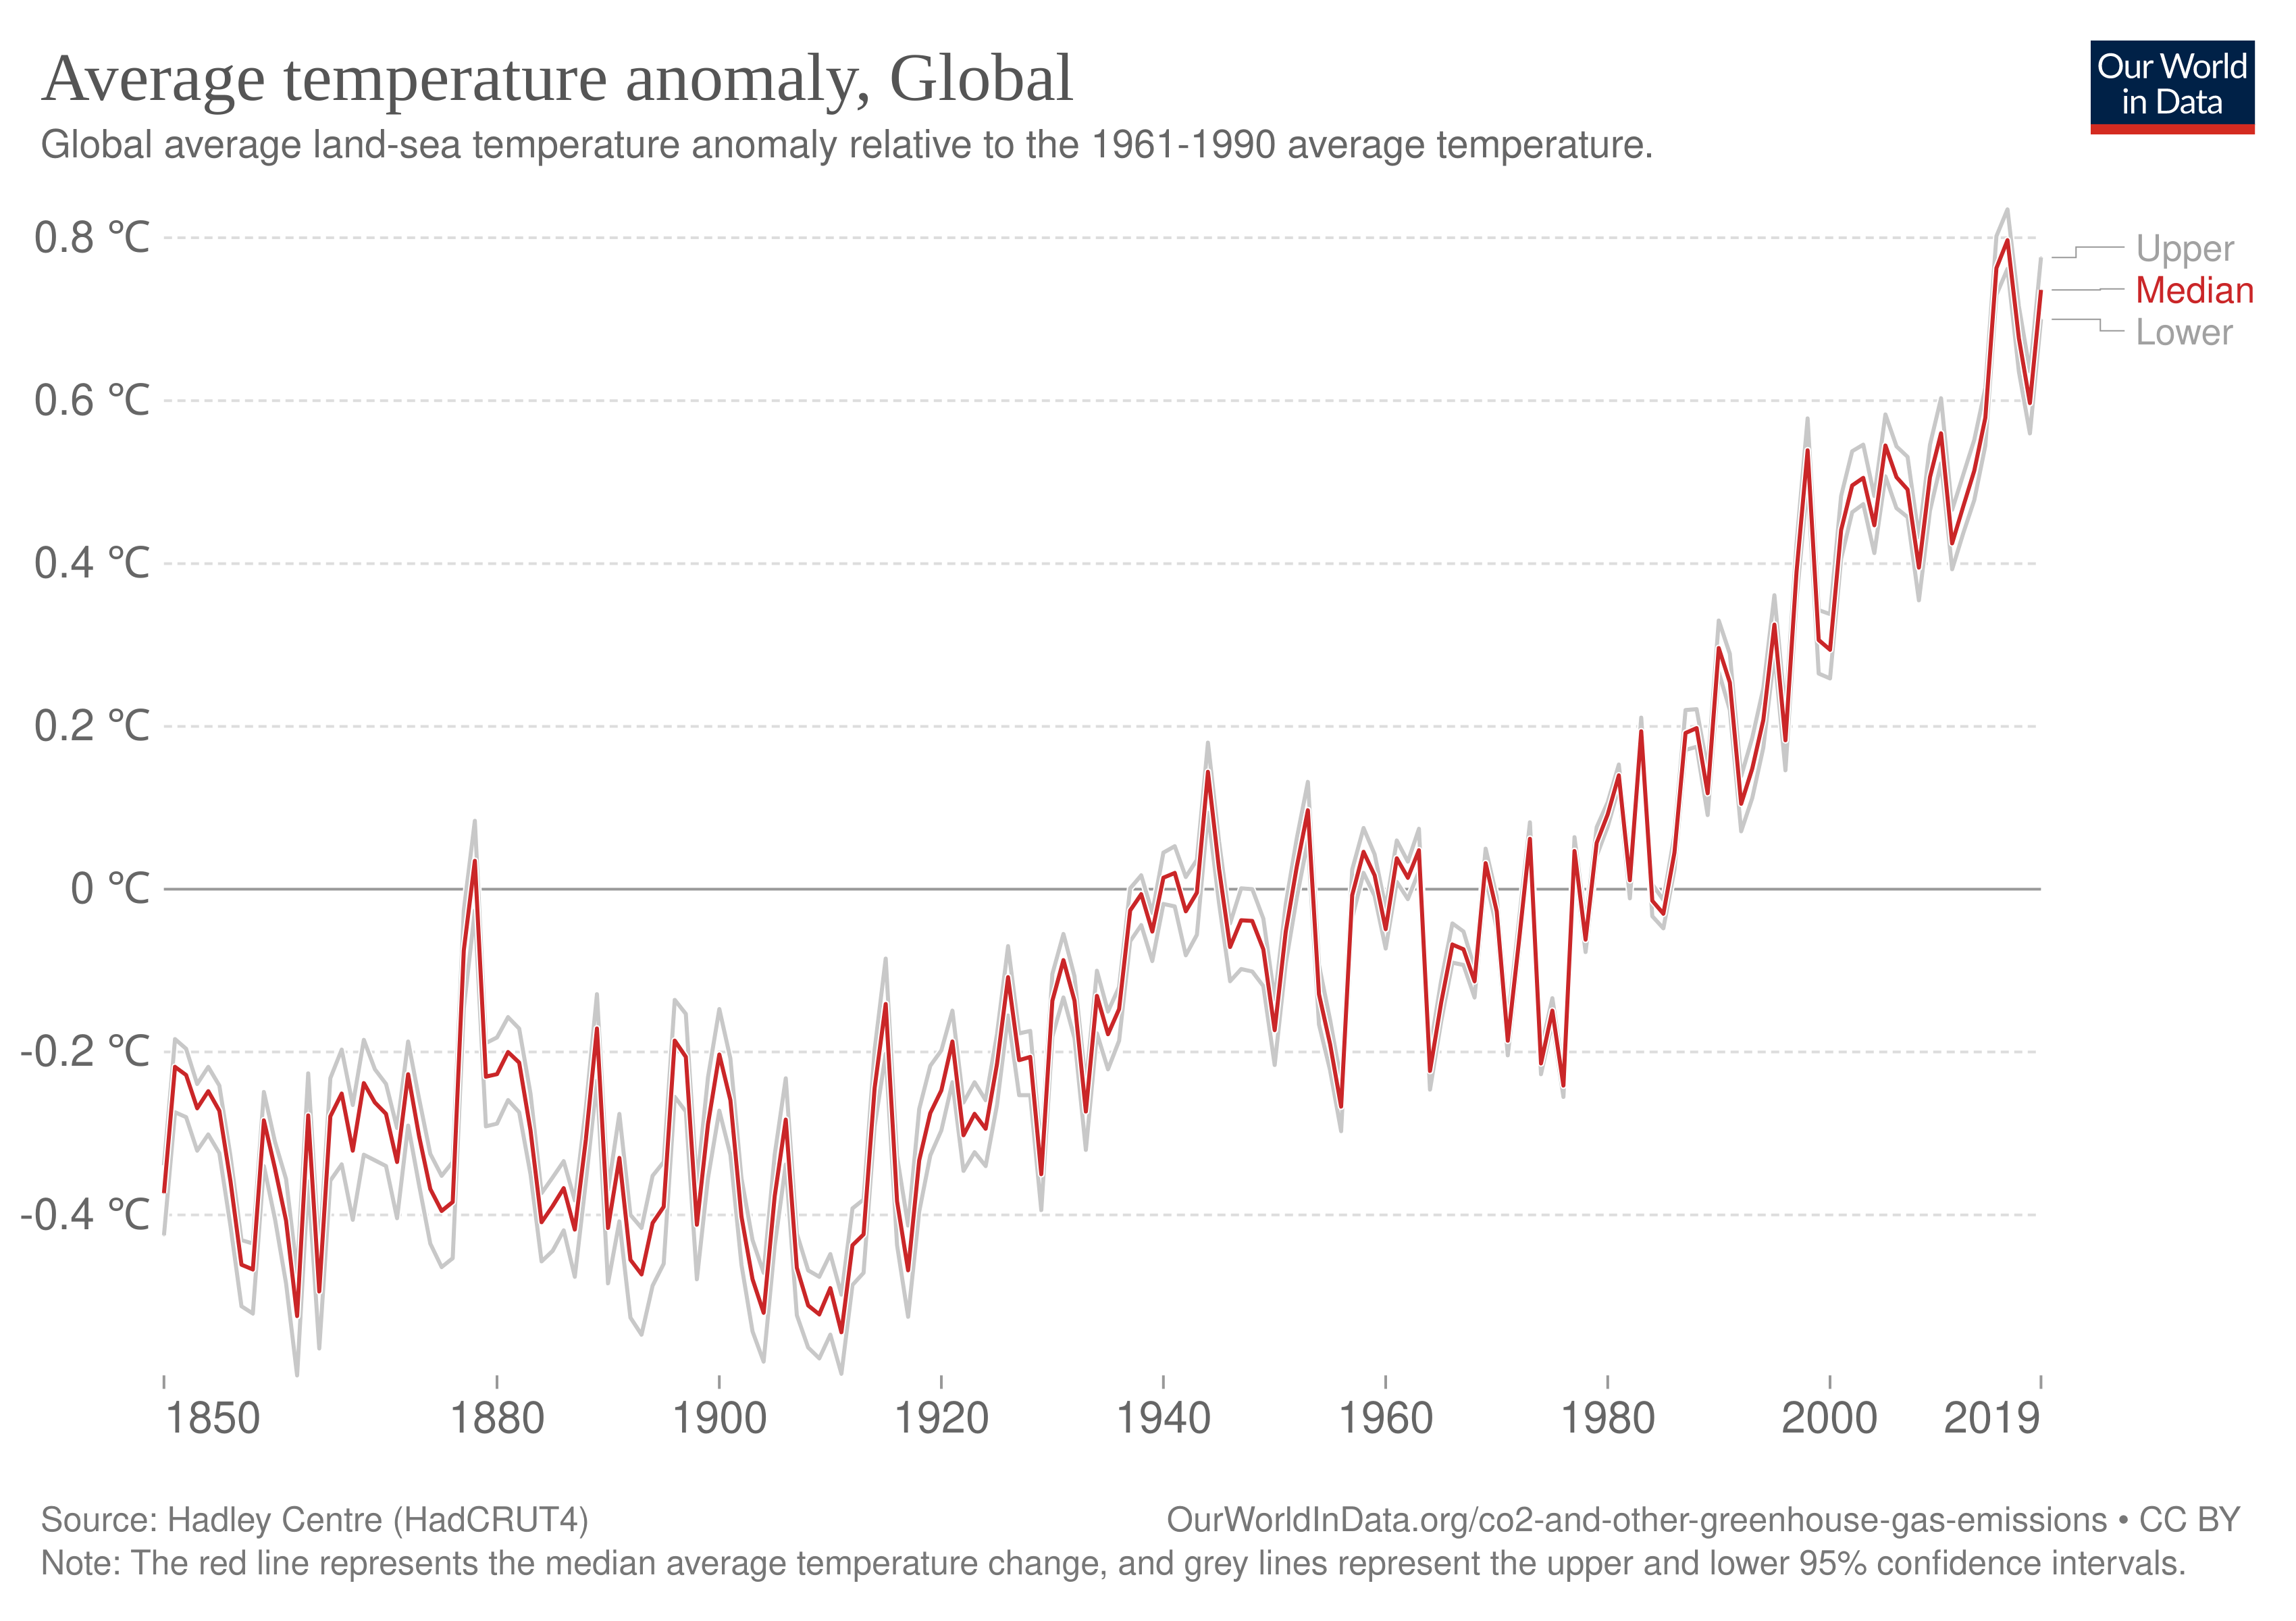 Average temperature anomaly, Global
Global average land-sea temperature anomaly relative to the 1961-1990 average temperature.
Our World
in Data
0.8 °C
0.6 °C
0.4 °C
0.2 °C
0 °C
-0.2 °C
-0.4 °C
Upper
Median
Lower
1850 1880 1900 1920 1940 1960 1980 2000 2019
Source: Hadley Centre (HadCRUT4)
OurWorldInData.org/co2-and-other-greenhouse-gas-emissions • CC BY
Note: The red line represents the median average temperature change, and grey lines represent the upper and lower 95% confidence intervals.